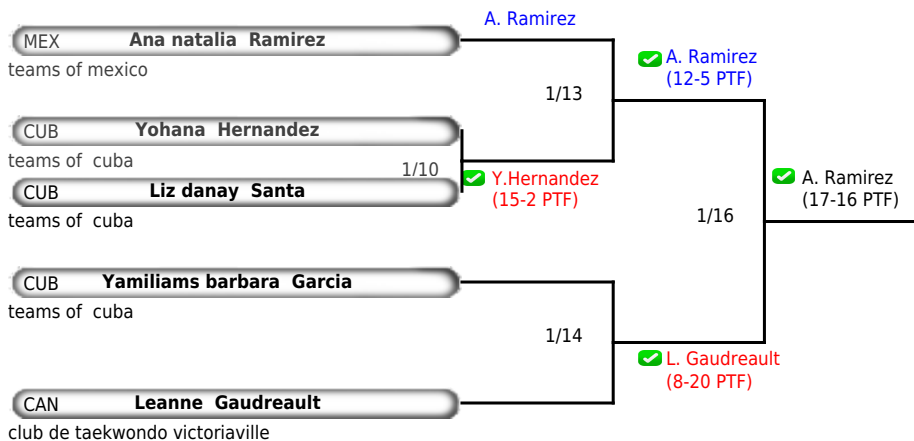 A. Ramirez
MEX Ana natalia Ramirez
teams of mexico
A. Ramirez
(12-5 PTF)
1/13
CUB Yohana Hernandez
teams of cuba
1/10
Y.Hernandez
(15-2 PTF)
CUB Liz danay Santa
teams of cuba
A. Ramirez
(17-16 PTF)
1/16
CUB Yamiliams barbara Garcia
teams of cuba
1/14
L. Gaudreault
(8-20 PTF)
CAN Leanne Gaudreault
club de taekwondo victoriaville